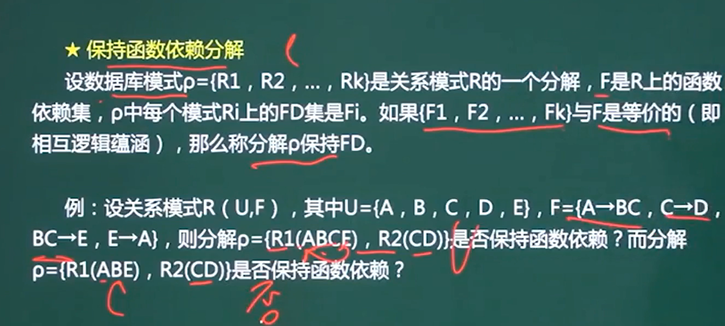 ★ 保持函数依赖分解
设数据库模式ρ={R1，R2，...，Rk}是关系模式R的一个分解，F是R上的函数
依赖集，ρ中每个模式Ri上的FD集是Fi。如果{F1，F2，...，Fk}与F是等价的（即
相互逻辑蕴涵），那么称分解ρ保持FD。
例：设关系模式R（U,F），其中U={A，B，C，D，E}，F={A→BC，C→D，
BC→E，E→A}，则分解ρ={R1(ABCE)，R2(CD)}是否保持函数依赖？而分解
ρ={R1(ABE)，R2(CD)}是否保持函数依赖？
C 否